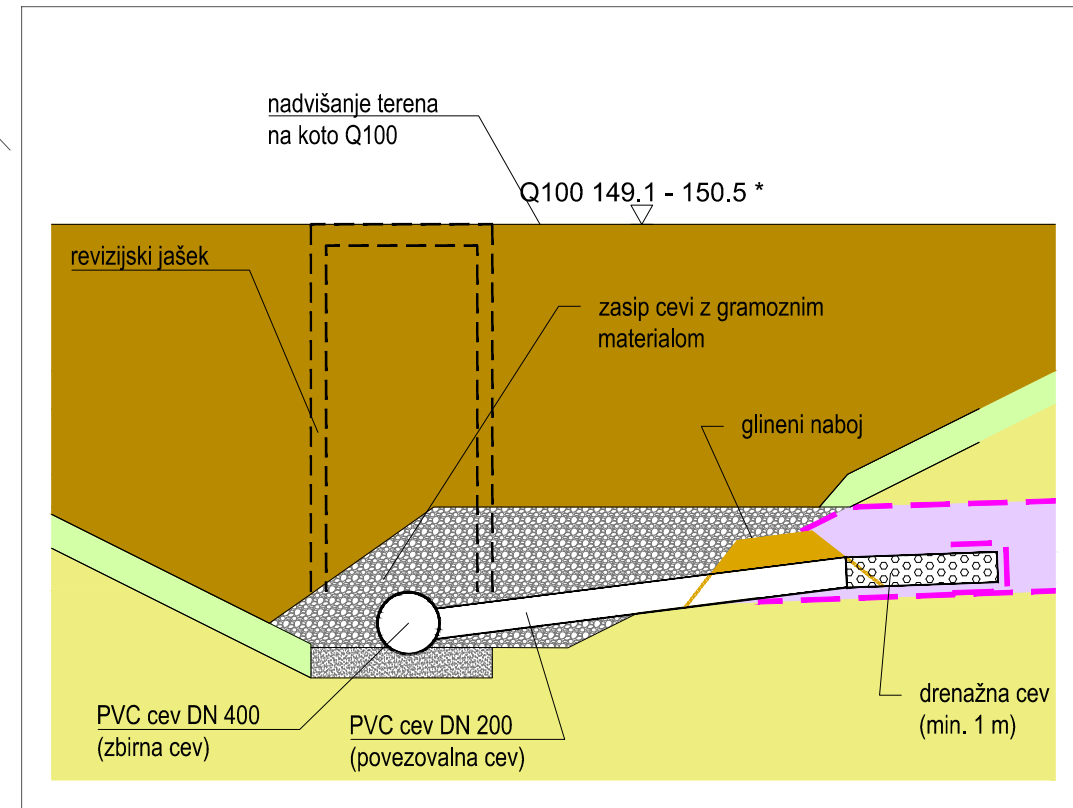 nadvišanje terena
na koto Q100
Q100 149.1 - 150.5 *
revizijski jašek
zasip cevi z gramoznim
materialom
glineni naboj
drenažna cev
(min. 1 m)
PVC cev DN 400
(zbirna cev)
PVC cev DN 200
(povezovalna cev)